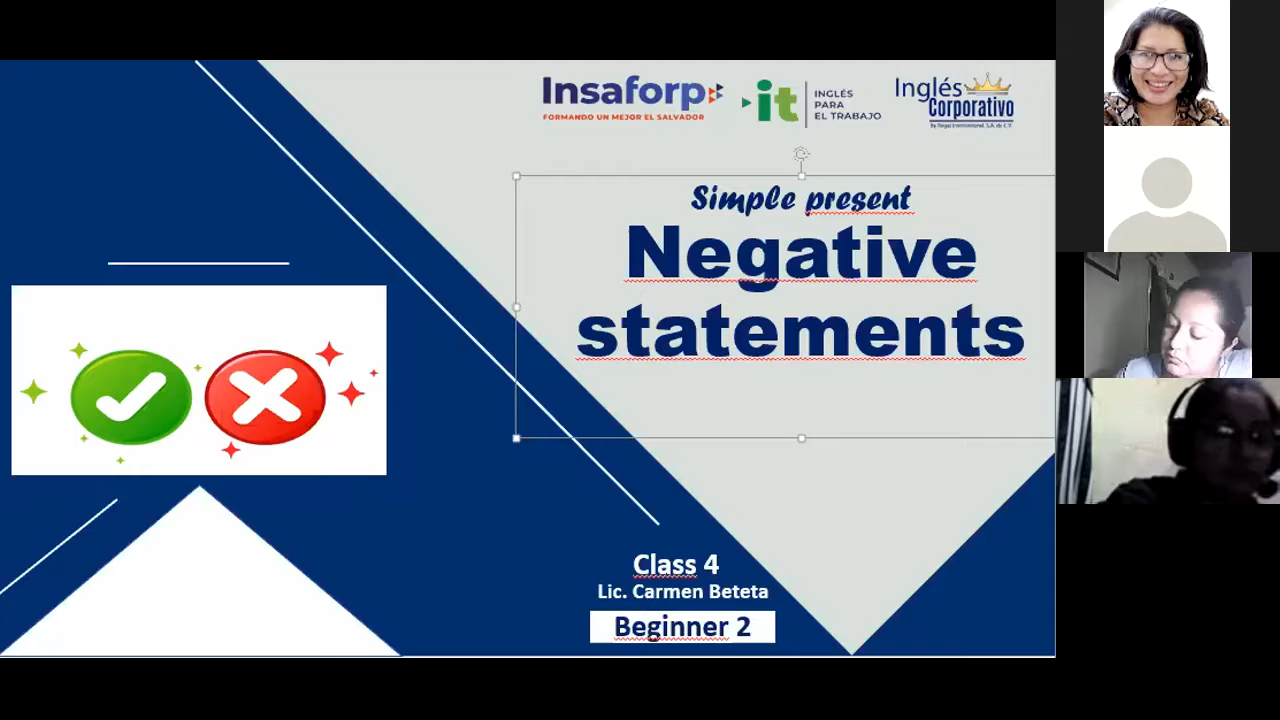 Insaforp
FORMANDO UN MEJOR EL SALVADOR
it
INGLÉS
PARA
EL TRABAJO
Inglés
Corporativo
Simple present
Negative
statements
Class 4
Lic. Carmen Beteta
Beginner 2